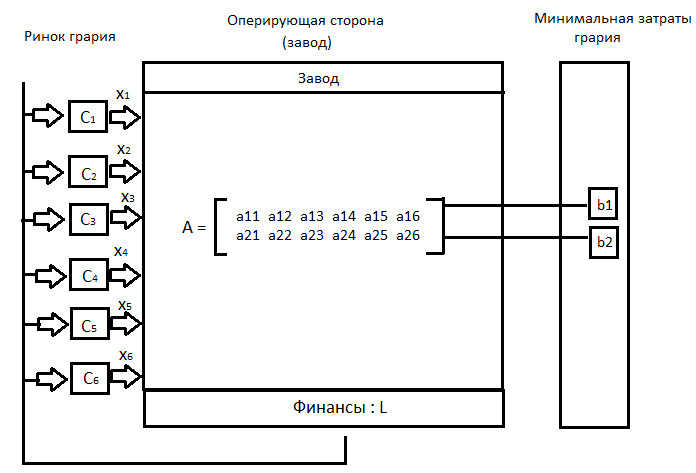 Ринок грария
Оперирующая сторона
(завод)
Минимальная затраты
грария
Завод
x1
C1
x2
C2
x3
C3
x4
C4
x5
C5
x6
C6
A =
a11 a12 a13 a14 a15 a16
a21 a22 a23 a24 a25 a26
b1
b2
Финансы : L